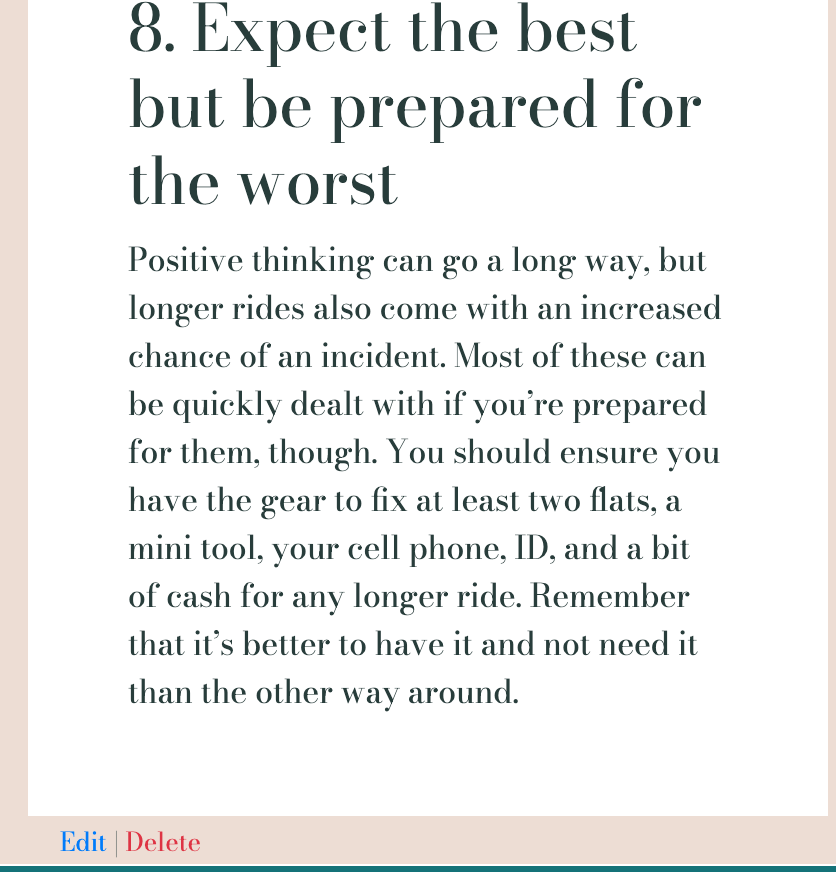 8. Expect the best
but be prepared for
the worst
Positive thinking can go a long way, but
longer rides also come with an increased
chance of an incident. Most of these can
be quickly dealt with if you’re prepared
for them, though. You should ensure you
have the gear to fix at least two flats, a
mini tool, your cell phone, ID, and a bit
of cash for any longer ride. Remember
that it’s better to have it and not need it
than the other way around.
Edit | Delete